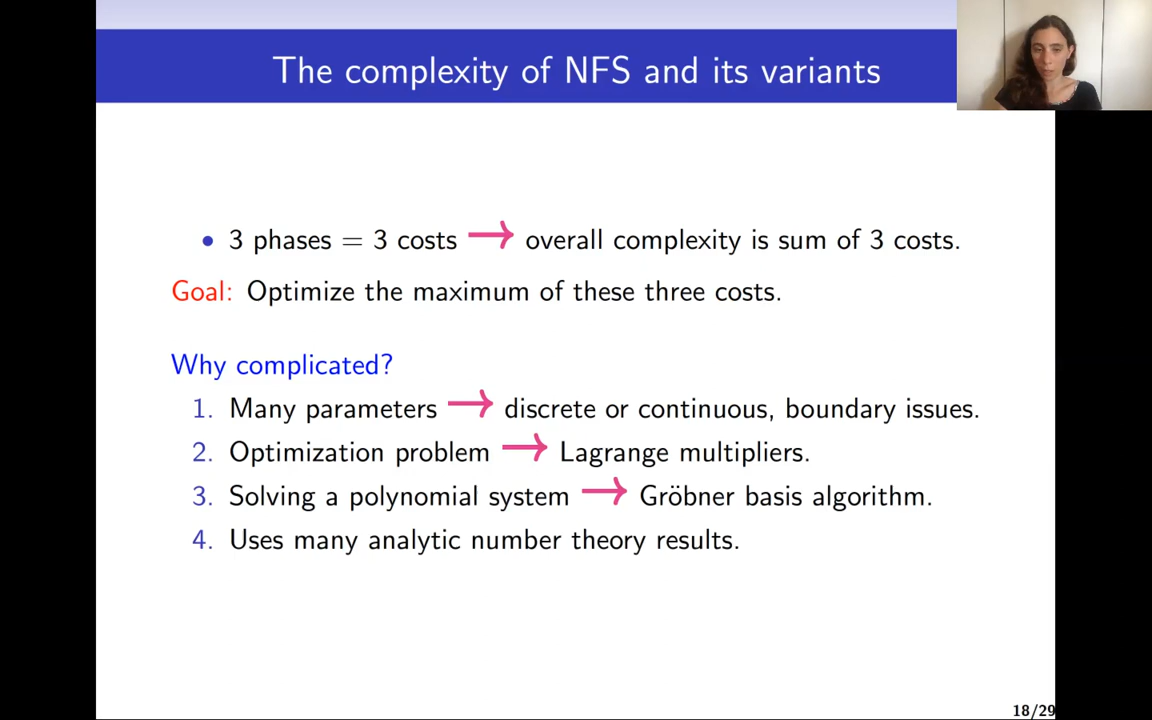 The complexity of NFS and its variants
• 3 phases = 3 costs → overall complexity is sum of 3 costs.
Goal: Optimize the maximum of these three costs.
Why complicated?
1. Many parameters → discrete or continuous, boundary issues.
2. Optimization problem → Lagrange multipliers.
3. Solving a polynomial system → Gröbner basis algorithm.
4. Uses many analytic number theory results.
18/29